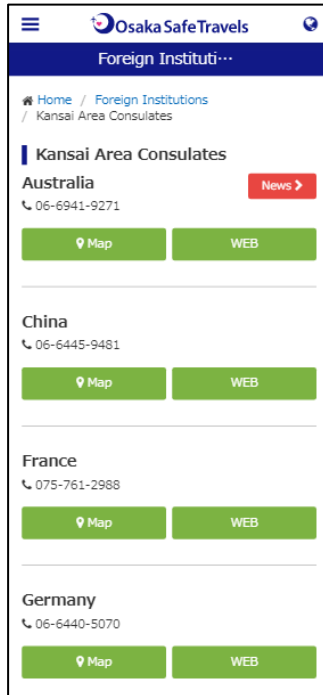 Osaka Safe Travels
Foreign Instituti…
Home / Foreign Institutions
/ Kansai Area Consulates
Kansai Area Consulates
Australia
News
06-6941-9271
Map WEB
China
06-6445-9481
Map WEB
France
075-761-2988
Map WEB
Germany
06-6440-5070
Map WEB